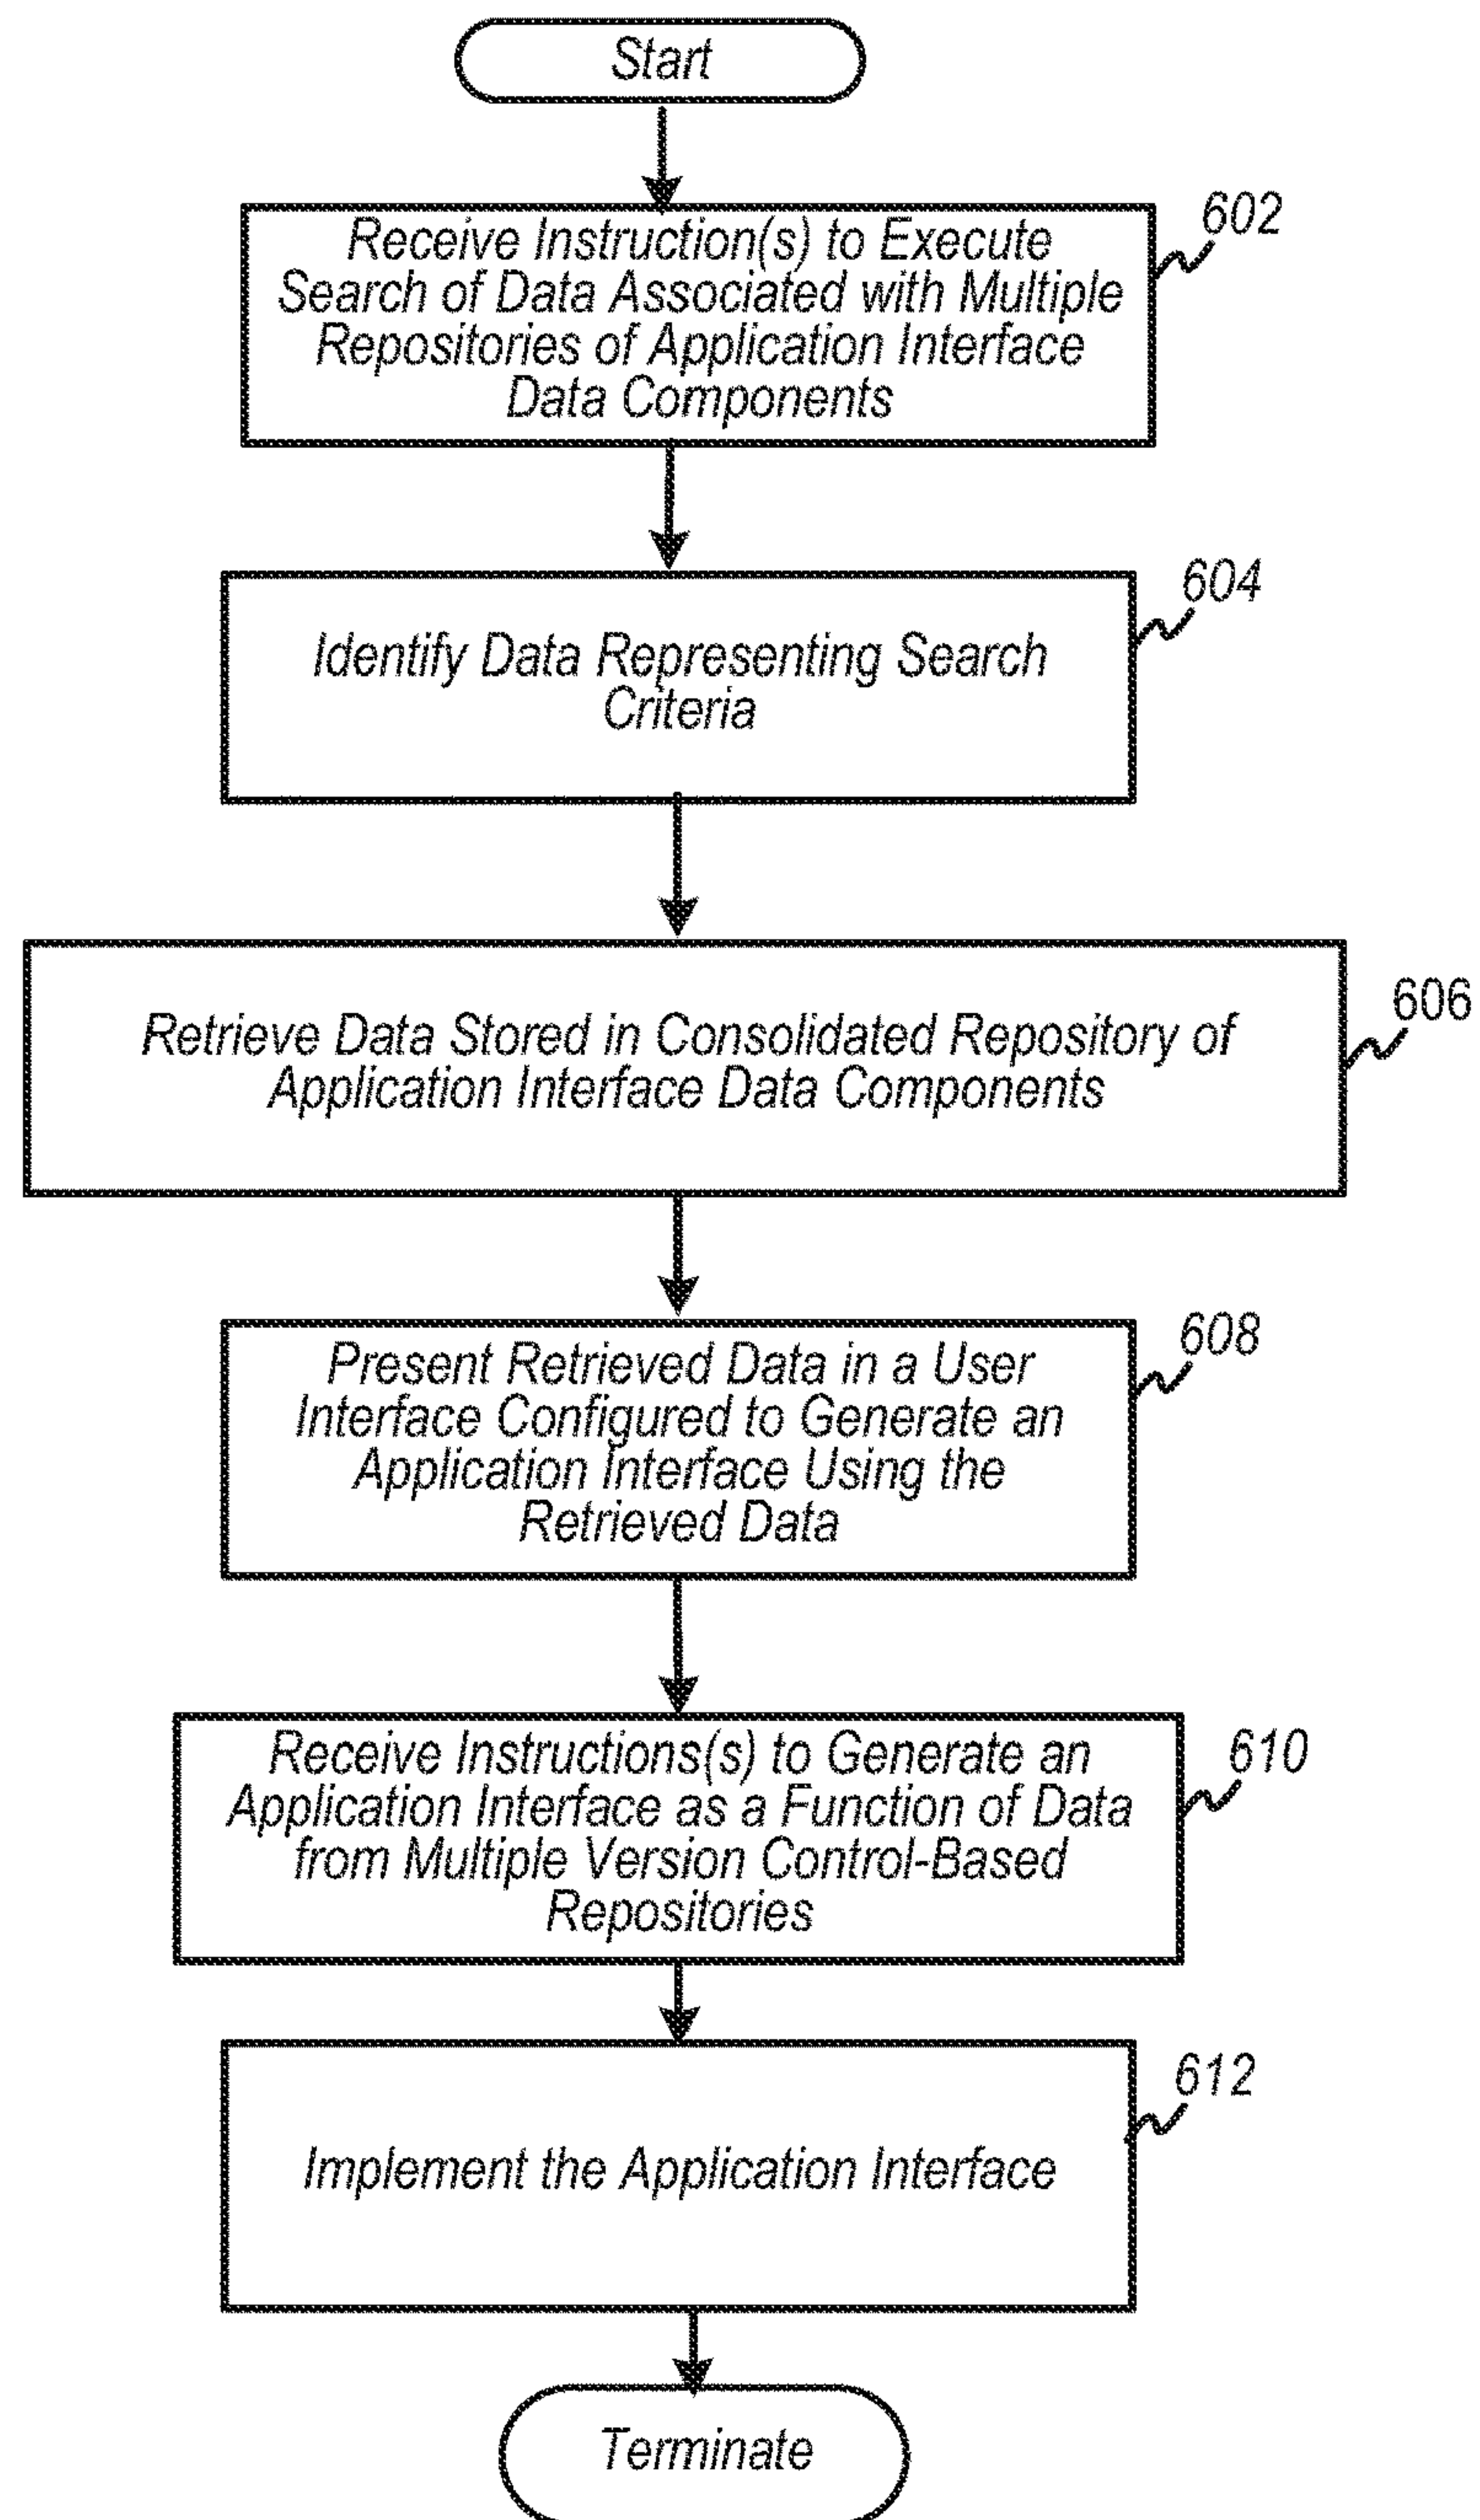 Start
602
Receive Instruction(s) to Execute
Search of Data Associated with Multiple
Repositories of Application Interface
Data Components
604
Identify Data Representing Search
Criteria
606
Retrieve Data Stored in Consolidated Repository of
Application Interface Data Components
608
Present Retrieved Data in a User
Interface Configured to Generate an
Application Interface Using the
Retrieved Data
610
Receive Instructions(s) to Generate an
Application Interface as a Function of Data
from Multiple Version Control-Based
Repositories
612
Implement the Application Interface
Terminate